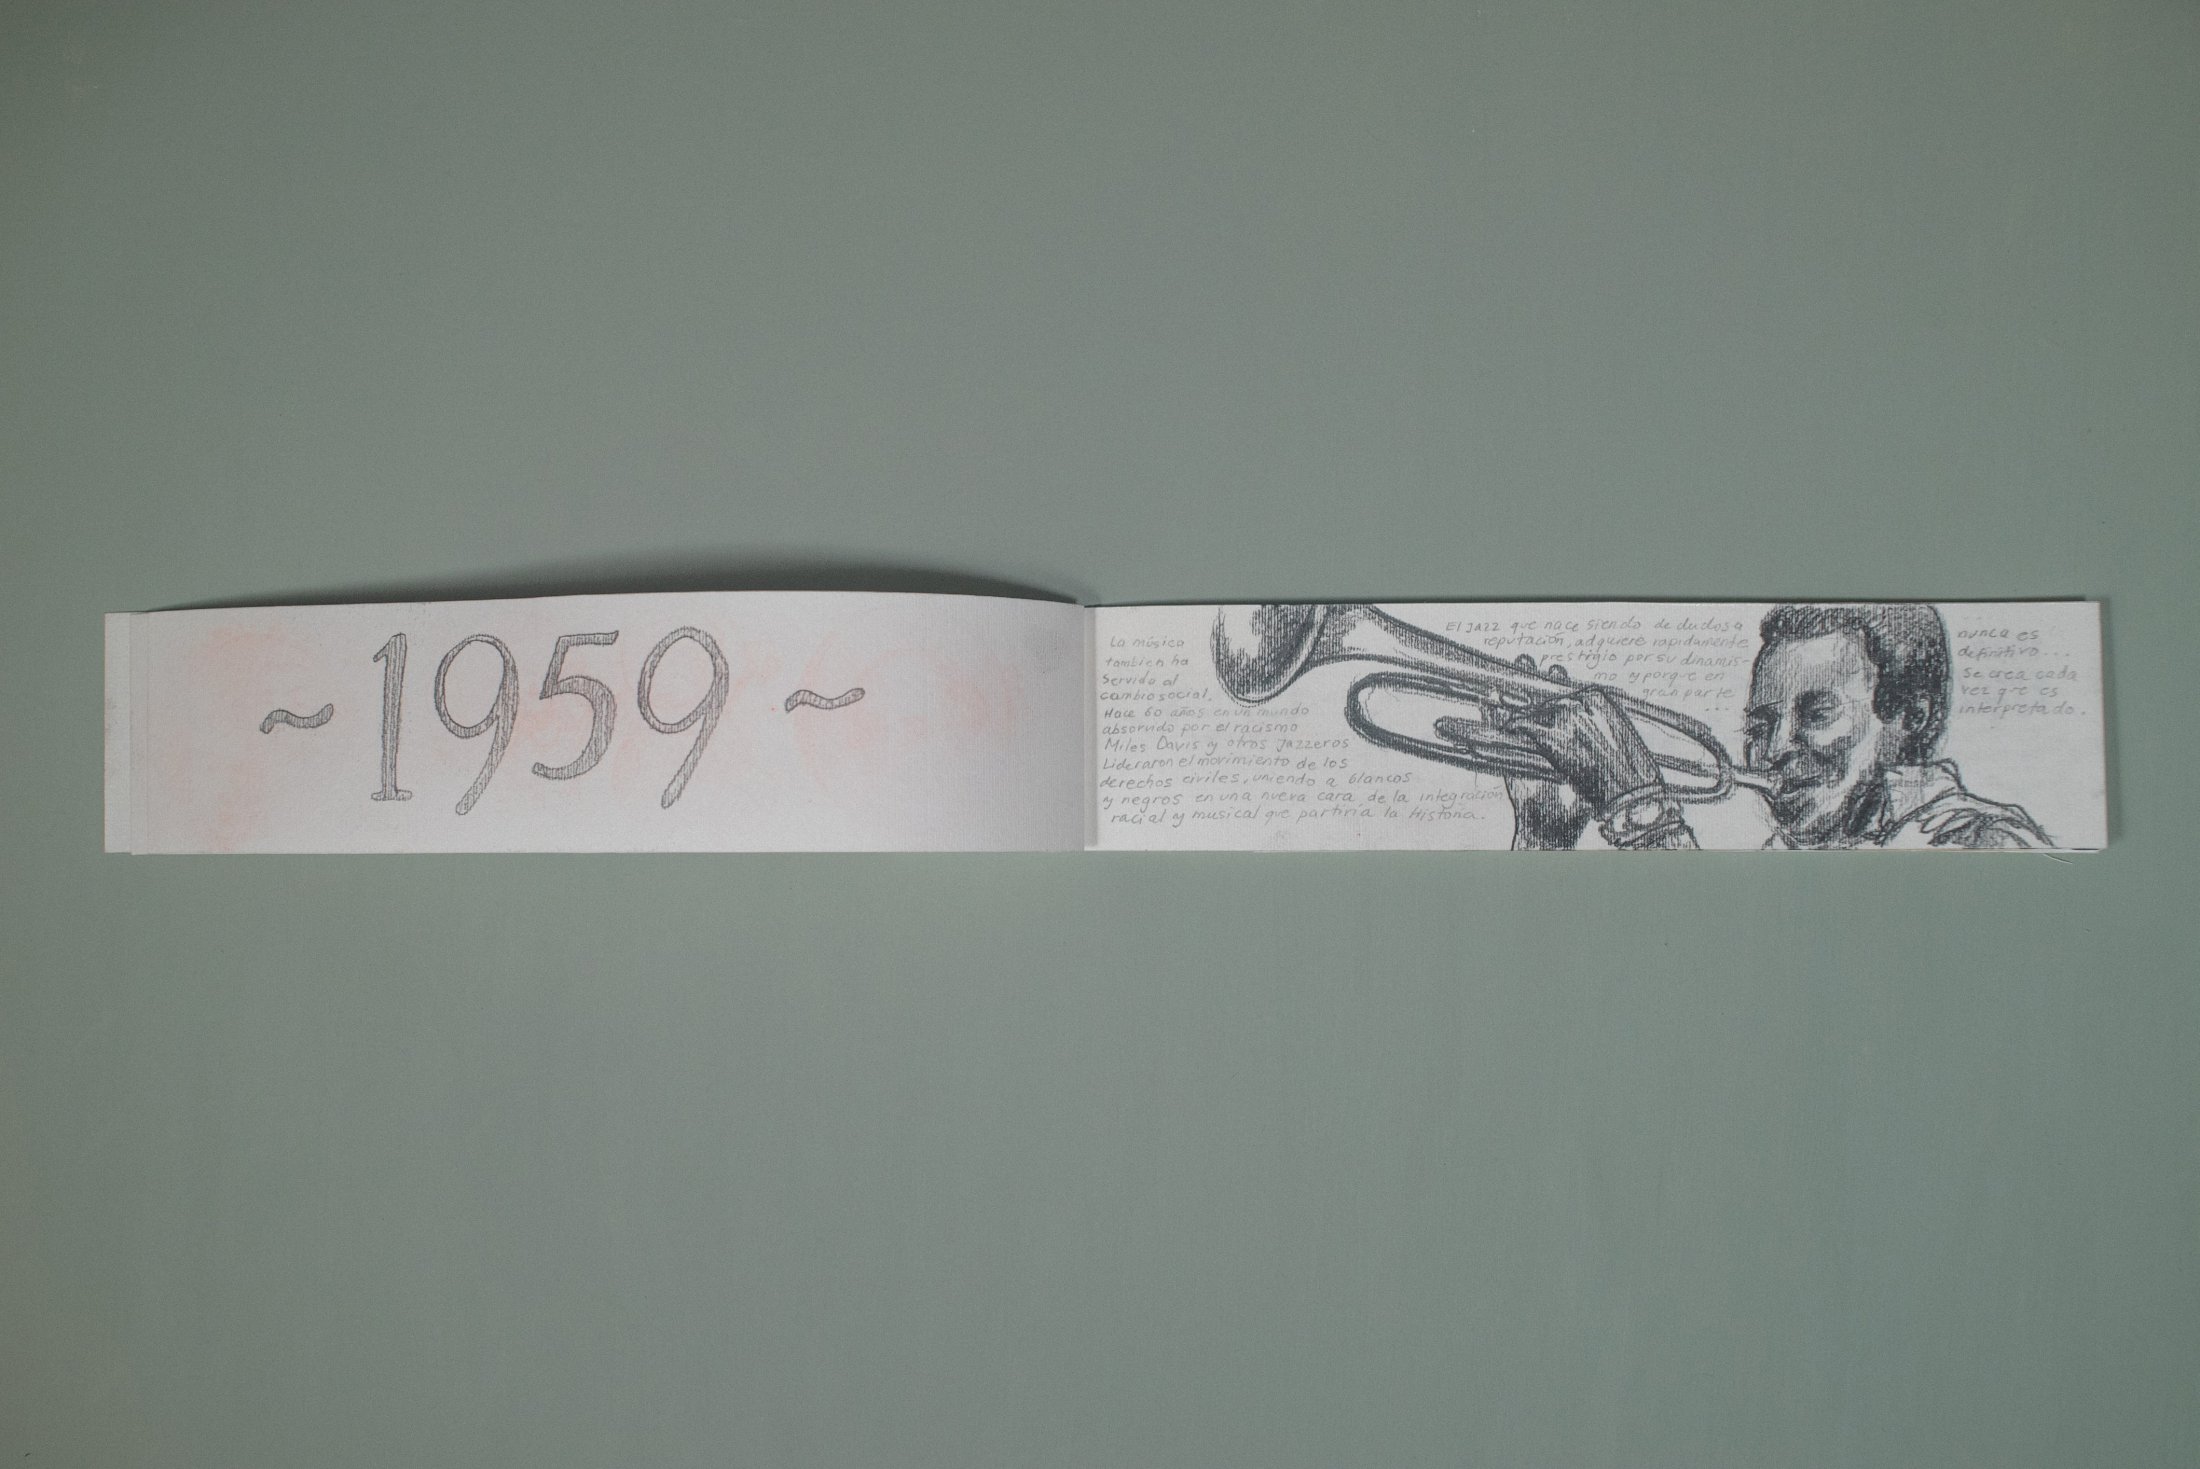 ~1959~
La música
tambien ha
Servido al
cambio social.
Hace 60 años en un mundo
absorvido por el racismo
Miles Davis y otros Jazzeros
Lideraron el movimiento de los
derechos civiles, uniendo a blancos
y negros en una nueva cara de la integración
racial y musical que partiría la Historia.
El JAZZ que nace siendo de dudosa
reputación, adquiere rapidamente
prestigio por su dinamis-
mo y porque en
gran parte
...
nunca es
definitivo...
Se crea cada
vez que es
interpretado.